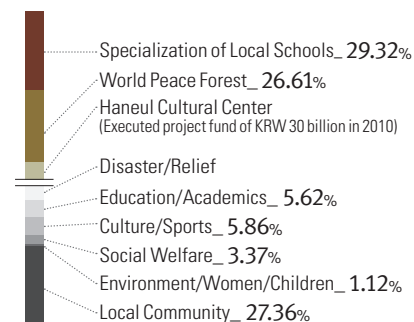 Specialization of Local Schools_ 29.32%
World Peace Forest_ 26.61%
Haneul Cultural Center
(Executed project fund of KRW 30 billion in 2010)
Disaster/Relief
Education/Academics_ 5.62%
Culture/Sports_ 5.86%
Social Welfare_ 3.37%
Environment/Women/Children_ 1.12%
Local Community_ 27.36%